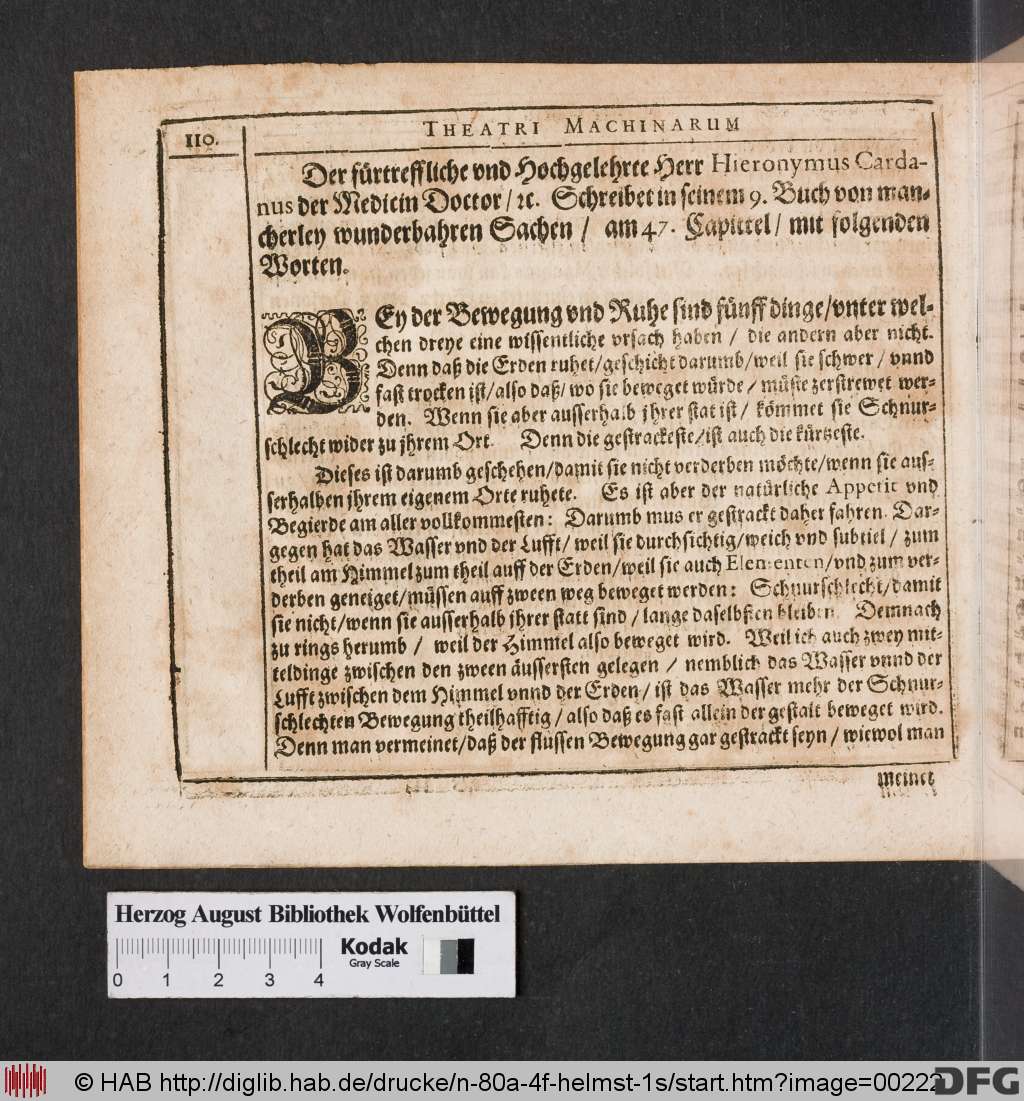 110.
THEATRI MACHINARUM
Der fürtreffliche vnd Hochgelehrte Herr Hieronymus Carda-
nus der Medicin Doctor / ꝛc. Schreibet in seinem 9. Buch von man-
cherley wunderbahren Sachen / am 47. Capittel / mit folgenden
Worten.
BEy der Bewegung vnd Ruhe sind fünff dinge / vnter wel-
chen dreye eine wissentliche vrsach haben / die andern aber nicht.
Denn daß die Erden ruhet / geschicht darumb / weil sie schwer / vnnd
fast trocken ist / also daß / wo sie beweget würde / müste zerstrewet wer-
den. Wenn sie aber ausserhalb jhrer stat ist / kömmet sie Schnur-
schlecht wider zu jhrem Ort. Denn die gestrackeste / ist auch die kürtzeste.
Dieses ist darumb geschehen / damit sie nicht verderben möchte / wenn sie aus-
serhalben jhrem eigenem Orte ruhete. Es ist aber der natürliche Appetit vnd
Begierde am aller vollkommesten: Darumb mus er gestrackt daher fahren. Dar-
gegen hat das Wasser vnd der Lufft / weil sie durchsichtig / weich vnd subtiel / zum
theil am Himmel zum theil auff der Erden / weil sie auch Elementen / vnd zum ver-
derben geneiget / müssen auff zween weg beweget werden: Schnurschlecht / damit
sie nicht / wenn sie ausserhalb jhrer statt sind / lange daselbsten bleiben. Demnach
zu rings herumb / weil der Himmel also beweget wird. Weil ich auch zwey mit-
teldinge zwischen den zween äussersten gelegen / nemblich das Wasser vnnd der
Lufft zwischen dem Himmel vnnd der Erden / ist das Wasser mehr der Schnur-
schlechten Bewegung theilhafftig / also daß es fast allein der gestalt beweget wird.
Denn man vermeinet / daß der flussen Bewegung gar gestrackt seyn / wiewol man
meinet
Herzog August Bibliothek Wolfenbüttel
Kodak
Gray Scale
0 1 2 3 4
© HAB http://diglib.hab.de/drucke/n-80a-4f-helmst-1s/start.htm?image=00222
DFG